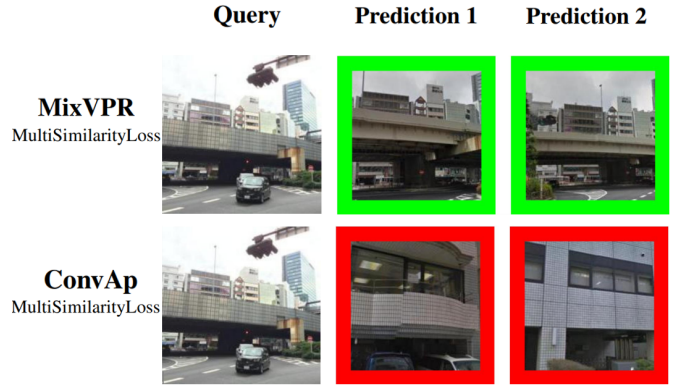 Query
Prediction 1
Prediction 2
MixVPR
MultiSimilarityLoss
ConvAp
MultiSimilarityLoss